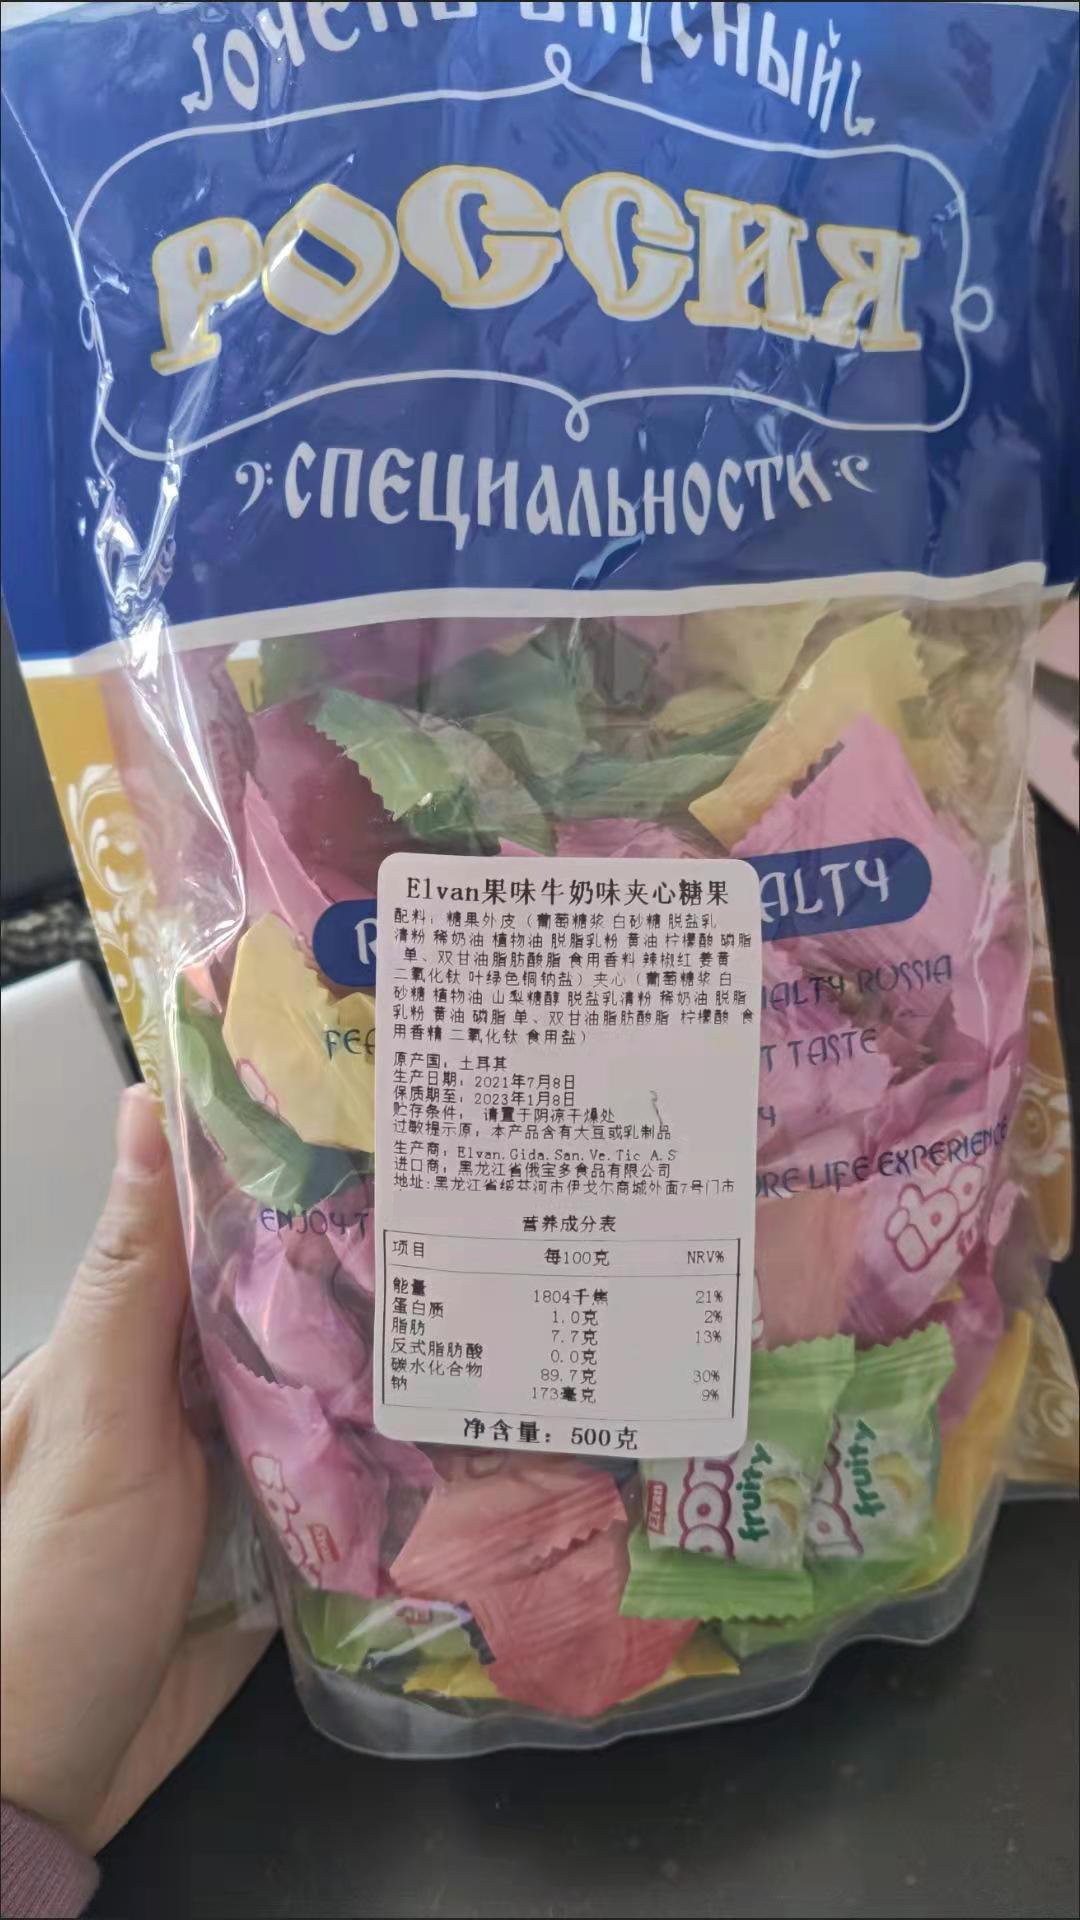 ОЧЕНЬ ВКУСНЫЙ
РОССИЯ
СПЕЦИАЛЬНОСТИ
R
ALTY
IALTY RUSSIA
FEA
T TASTE
4
ORE LIFE EXPERIENCE
ENJOY T
Elvan果味牛奶味夹心糖果
配料：糖果外皮（葡萄糖浆 白砂糖 脱盐乳
清粉 稀奶油 植物油 脱脂乳粉 黄油 柠檬酸 磷脂
单、双甘油脂肪酸脂 食用香料 辣椒红 姜黄
二氧化钛 叶绿色铜钠盐）夹心（葡萄糖浆 白
砂糖 植物油 山梨糖醇 脱盐乳清粉 稀奶油 脱脂
乳粉 黄油 磷脂 单、双甘油脂肪酸脂 柠檬酸 食
用香精 二氧化钛 食用盐）
原产国：土耳其
生产日期：2021年7月8日
保质期至：2023年1月8日
贮存条件： 请置于阴凉干燥处
过敏提示原：本产品含有大豆或乳制品
生产商：Elvan.Gida.San.Ve.Tic A.S
进口商：黑龙江省俄宝多食品有限公司
地址:黑龙江省绥芬河市伊戈尔商城外面7号门市
营养成分表
项目 每100克 NRV%
能量 1804千焦 21%
蛋白质 1.0克 2%
脂肪 7.7克 13%
反式脂肪酸 0.0克
碳水化合物 89.7克 30%
钠 173毫克 9%
净含量：500克
fruity
fruity